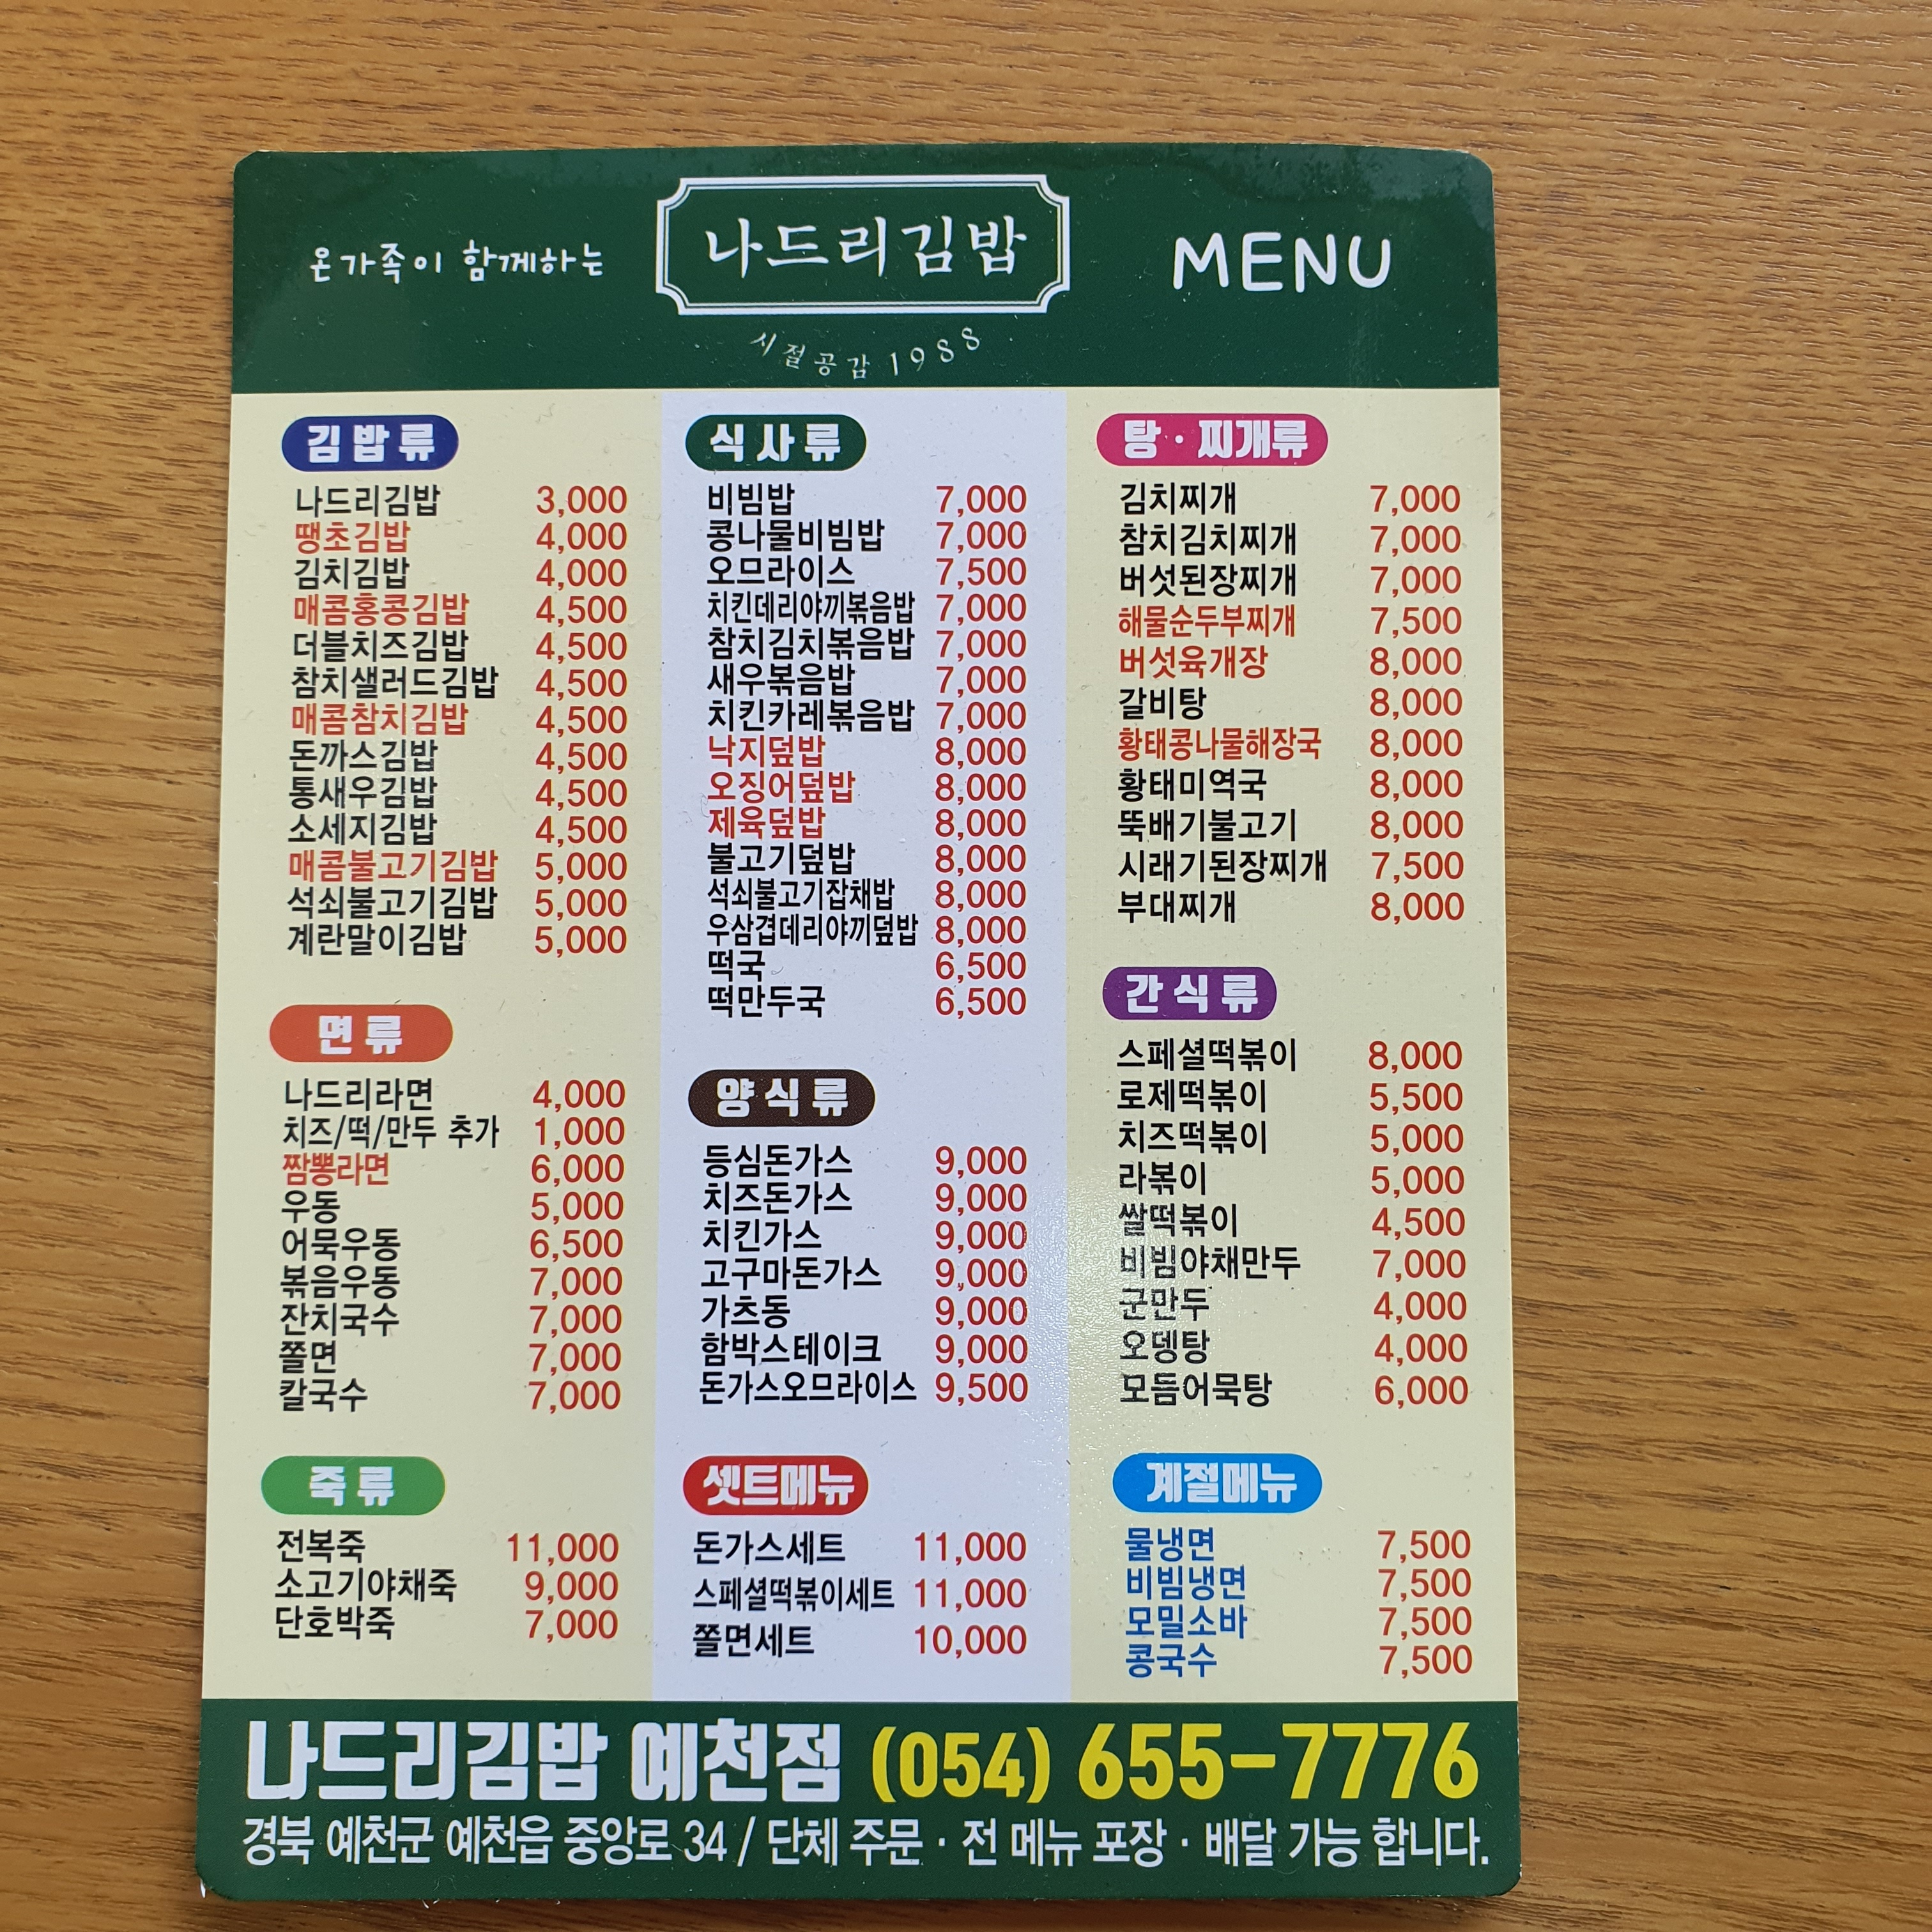 온가족이 함께하는
나드리김밥
시절공감 1988
MENU
김밥류
나드리김밥 3,000
땡초김밥 4,000
김치김밥 4,000
매콤홍콩김밥 4,500
더블치즈김밥 4,500
참치샐러드김밥 4,500
매콤참치김밥 4,500
돈까스김밥 4,500
통새우김밥 4,500
소세지김밥 4,500
매콤불고기김밥 5,000
석쇠불고기김밥 5,000
계란말이김밥 5,000
면류
나드리라면 4,000
치즈/떡/만두 추가 1,000
짬뽕라면 6,000
우동 5,000
어묵우동 6,500
볶음우동 7,000
잔치국수 7,000
쫄면 7,000
칼국수 7,000
죽류
전복죽 11,000
소고기야채죽 9,000
단호박죽 7,000
식사류
비빔밥 7,000
콩나물비빔밥 7,000
오므라이스 7,500
치킨데리야끼볶음밥 7,000
참치김치볶음밥 7,000
새우볶음밥 7,000
치킨카레볶음밥 7,000
낙지덮밥 8,000
오징어덮밥 8,000
제육덮밥 8,000
불고기덮밥 8,000
석쇠불고기잡채밥 8,000
우삼겹데리야끼덮밥 8,000
떡국 6,500
떡만두국 6,500
양식류
등심돈가스 9,000
치즈돈가스 9,000
치킨가스 9,000
고구마돈가스 9,000
가츠동 9,000
함박스테이크 9,000
돈가스오므라이스 9,500
셋트메뉴
돈가스세트 11,000
스페셜떡볶이세트 11,000
쫄면세트 10,000
탕·찌개류
김치찌개 7,000
참치김치찌개 7,000
버섯된장찌개 7,000
해물순두부찌개 7,500
버섯육개장 8,000
갈비탕 8,000
황태콩나물해장국 8,000
황태미역국 8,000
뚝배기불고기 8,000
시래기된장찌개 7,500
부대찌개 8,000
간식류
스페셜떡볶이 8,000
로제떡볶이 5,500
치즈떡볶이 5,000
라볶이 5,000
쌀떡볶이 4,500
비빔야채만두 7,000
군만두 4,000
오뎅탕 4,000
모듬어묵탕 6,000
계절메뉴
물냉면 7,500
비빔냉면 7,500
모밀소바 7,500
콩국수 7,500
나드리김밥 예천점 (054) 655-7776
경북 예천군 예천읍 중앙로 34 / 단체 주문 · 전 메뉴 포장 · 배달 가능 합니다.